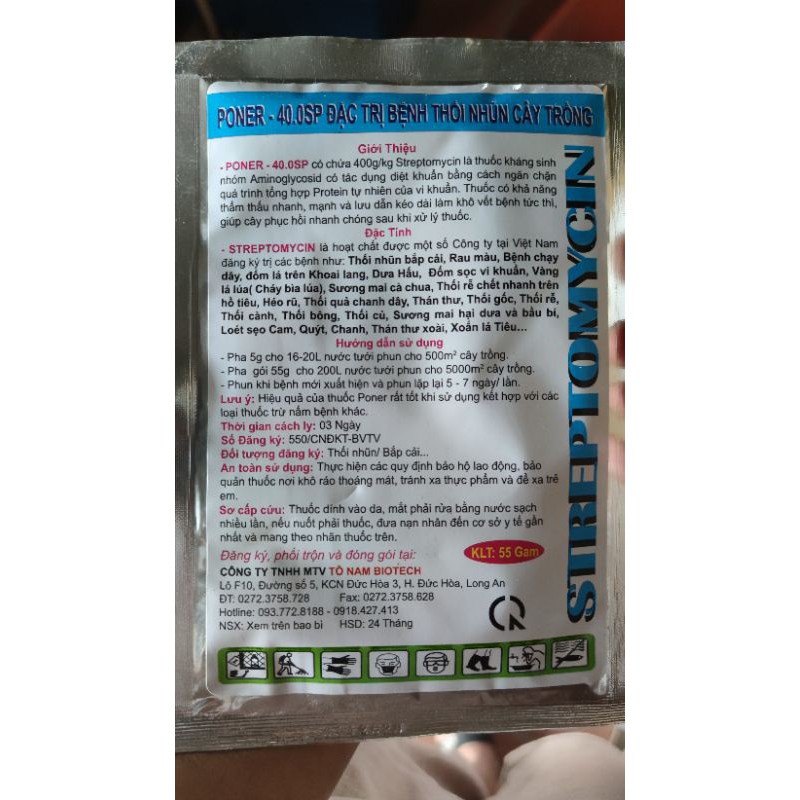 PONER - 40.0SP ĐẶC TRỊ BỆNH THỐI NHŨN CÂY TRỒNG
Giới Thiệu
- PONER - 40.0SP có chứa 400g/kg Streptomycin là thuốc kháng sinh
nhóm Aminoglycosid có tác dụng diệt khuẩn bằng cách ngăn chặn
quá trình tổng hợp Protein tự nhiên của vi khuẩn. Thuốc có khả năng
thẩm thấu nhanh, mạnh và lưu dẫn kéo dài làm khô vết bệnh tức thì,
giúp cây phục hồi nhanh chóng sau khi xử lý thuốc.
Đặc Tính
- STREPTOMYCIN là hoạt chất được một số Công ty tại Việt Nam
đăng ký trị các bệnh như: Thối nhũn bắp cải, Rau màu, Bệnh chạy
dây, đốm lá trên Khoai lang, Dưa Hấu, Đốm sọc vi khuẩn, Vàng
lá lúa( Cháy bìa lúa), Sương mai cà chua, Thối rễ chết nhanh trên
hồ tiêu, Héo rũ, Thối quả chanh dây, Thán thư, Thối gốc, Thối rễ,
Thối cành, Thối bông, Thối củ, Sương mai hại dưa và bầu bí,
Loét sẹo Cam, Quýt, Chanh, Thán thư xoài, Xoắn lá Tiêu...
Hướng dẫn sử dụng
- Pha 5g cho 16-20L nước tưới phun cho 500m² cây trồng.
- Pha gói 55g cho 200L nước tưới phun cho 5000m² cây trồng.
- Phun khi bệnh mới xuất hiện và phun lặp lại 5 - 7 ngày/ lần.
Lưu ý: Hiệu quả của thuốc Poner rất tốt khi sử dụng kết hợp với các
loại thuốc trừ nấm bệnh khác.
Thời gian cách ly: 03 Ngày
Số Đăng ký: 550/CNĐKT-BVTV
Đối tượng đăng ký: Thối nhũn/ Bắp cải...
An toàn sử dụng: Thực hiện các quy định bảo hộ lao động, bảo
quản thuốc nơi khô ráo thoáng mát, tránh xa thực phẩm và để xa trẻ
em.
Sơ cấp cứu: Thuốc dính vào da, mắt phải rửa bằng nước sạch
nhiều lần, nếu nuốt phải thuốc, đưa nạn nhân đến cơ sở y tế gần
nhất và mang theo nhãn thuốc trên.
Đăng ký, phối trộn và đóng gói tại:
KLT: 55 Gam
CÔNG TY TNHH MTV TÔ NAM BIOTECH
Lô F10, Đường số 5, KCN Đức Hòa 3, H. Đức Hòa, Long An
ĐT: 0272.3758.728 Fax: 0272.3758.628
Hotline: 093.772.8188 - 0918.427.413
NSX: Xem trên bao bì HSD: 24 Tháng
STREPTOMYCIN